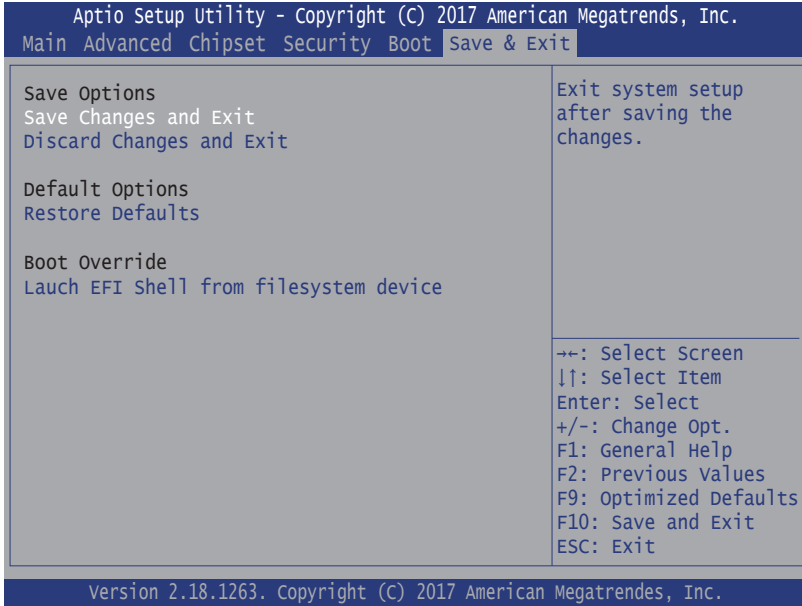 Aptio Setup Utility - Copyright (C) 2017 American Megatrends, Inc.
Main Advanced Chipset Security Boot Save & Exit
Save Options
Save Changes and Exit
Discard Changes and Exit
Default Options
Restore Defaults
Boot Override
Lauch EFI Shell from filesystem device
Exit system setup
after saving the
changes.
→←: Select Screen
↓↑: Select Item
Enter: Select
+/-: Change Opt.
F1: General Help
F2: Previous Values
F9: Optimized Defaults
F10: Save and Exit
ESC: Exit
Version 2.18.1263. Copyright (C) 2017 American Megatrendes, Inc.